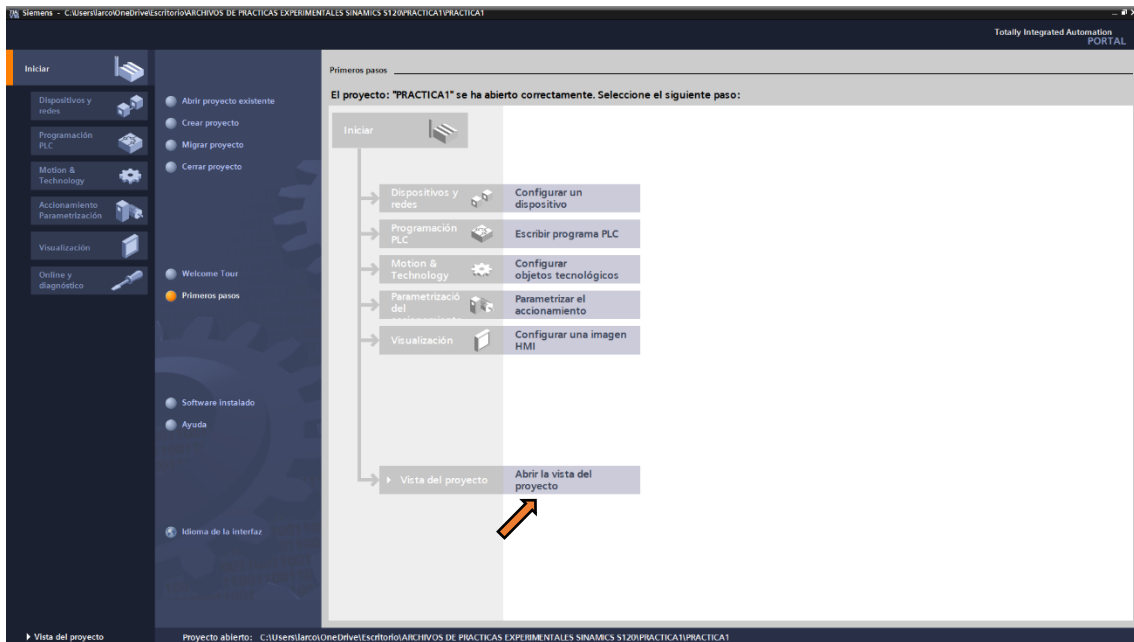 Siemens - C:\Users\larco\OneDrive\Escritorio\ARCHIVOS DE PRACTICAS EXPERIMENTALES SINAMICS S120\PRACTICA1\PRACTICA1
Totally Integrated Automation
PORTAL
Iniciar
Dispositivos y
redes
Programación
PLC
Motion &
Technology
Accionamiento
Parametrización
Visualización
Online y
diagnóstico
Abrir proyecto existente
Crear proyecto
Migrar proyecto
Cerrar proyecto
Welcome Tour
Primeros pasos
Software instalado
Ayuda
Idioma de la interfaz
Primeros pasos
El proyecto: "PRACTICA1" se ha abierto correctamente. Seleccione el siguiente paso:
Iniciar
Dispositivos y
redes
Configurar un
dispositivo
Programación
PLC
Escribir programa PLC
Motion &
Technology
Configurar
objetos tecnológicos
Parametrizació
del
Parametrizar el
accionamiento
Visualización
Configurar una imagen
HMI
Vista del proyecto
Abrir la vista del
proyecto
Vista del proyecto
Proyecto abierto: C:\Users\larco\OneDrive\Escritorio\ARCHIVOS DE PRACTICAS EXPERIMENTALES SINAMICS S120\PRACTICA1\PRACTICA1